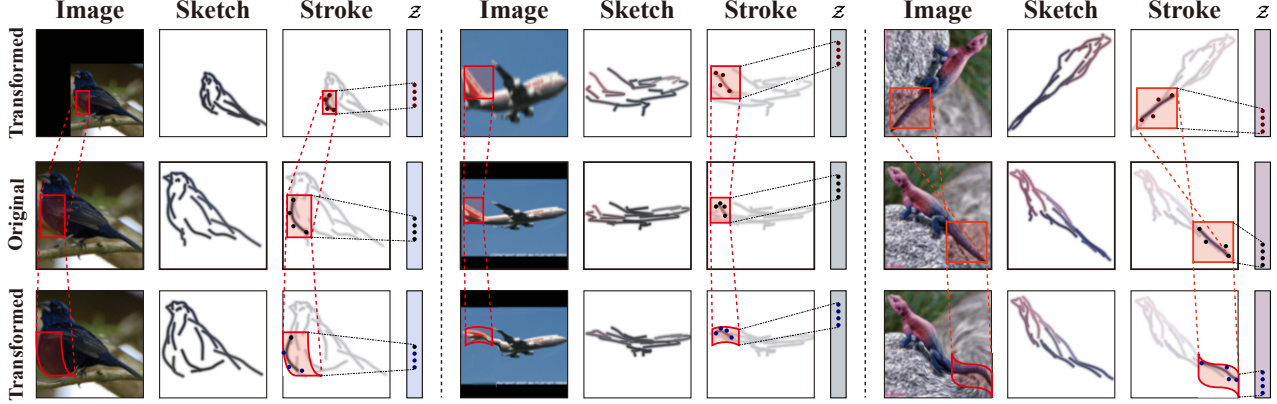 Image Sketch Stroke 𝓏 Image Sketch Stroke 𝓏 Image Sketch Stroke 𝓏
Transformed
Original
Transformed